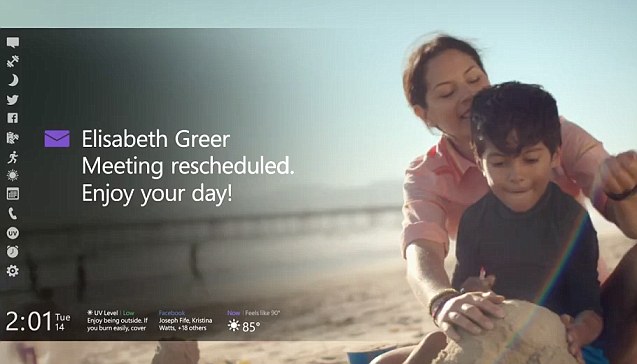 Elisabeth Greer
Meeting rescheduled.
Enjoy your day!
UV
2:01 Tue
14
UV Level | Low
Enjoy being outside. If
you burn easily, cover
Facebook
Joseph Fife, Kristina
Watts, +18 others
Now | Feels like 90°
85°